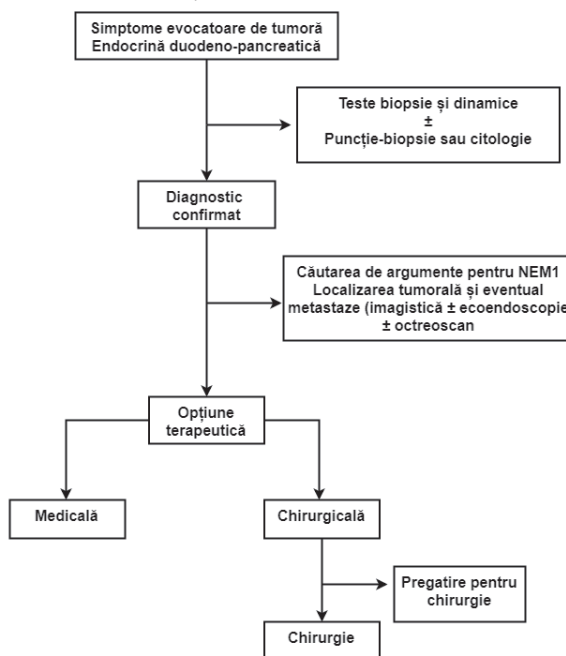 Simptome evocatoare de tumoră
Endocrină duodeno-pancreatică
Teste biopsie și dinamice
±
Puncție-biopsie sau citologie
Diagnostic
confirmat
Căutarea de argumente pentru NEM1
Localizarea tumorală și eventual
metastaze (imagistică ± ecoendoscopie
± octreoscan
Opțiune
terapeutică
Medicală
Chirurgicală
Pregatire pentru
chirurgie
Chirurgie